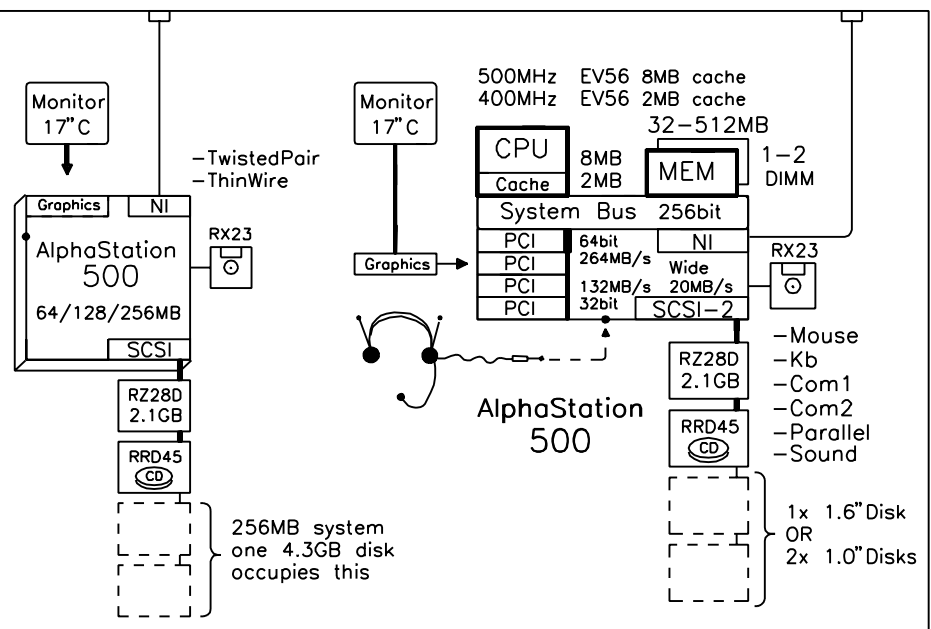 Monitor
17"C
-TwistedPair
-ThinWire
Graphics
NI
AlphaStation
500
64/128/256MB
SCSI
RX23
RZ28D
2.1GB
RRD45
CD
256MB system
one 4.3GB disk
occupies this
500MHz EV56 8MB cache
400MHz EV56 2MB cache
Monitor
17"C
32-512MB
CPU
Cache
8MB
2MB
MEM
1-2
DIMM
System Bus 256bit
PCI
PCI
PCI
PCI
64bit
264MB/s
132MB/s
32bit
NI
Wide
20MB/s
SCSI-2
Graphics
RX23
AlphaStation
500
RZ28D
2.1GB
RRD45
CD
-Mouse
-Kb
-Com1
-Com2
-Parallel
-Sound
1x 1.6"Disk
OR
2x 1.0"Disks